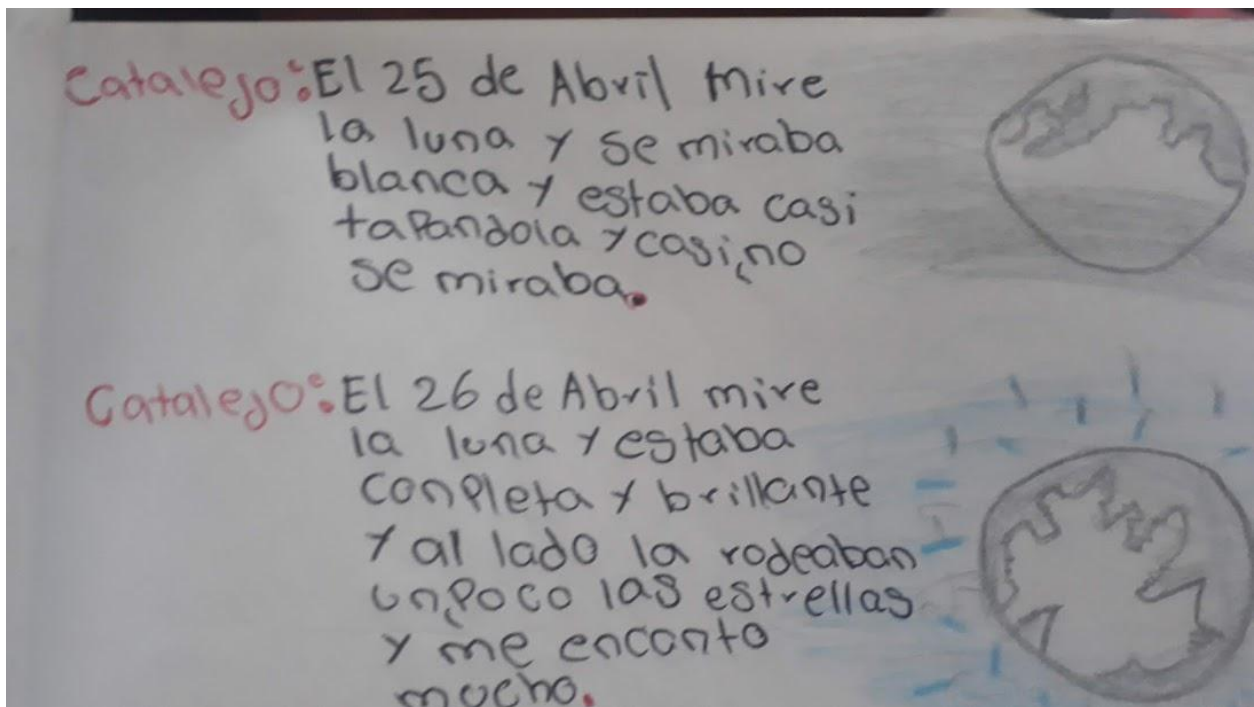 Catalejo: El 25 de Abril mire
la luna y se miraba
blanca y estaba casi
tapandola y casi no
se miraba.
Catalejo: El 26 de Abril mire
la luna y estaba
conpleta y brillante
y al lado la rodeaban
un poco las estrellas
y me encanto
mucho.